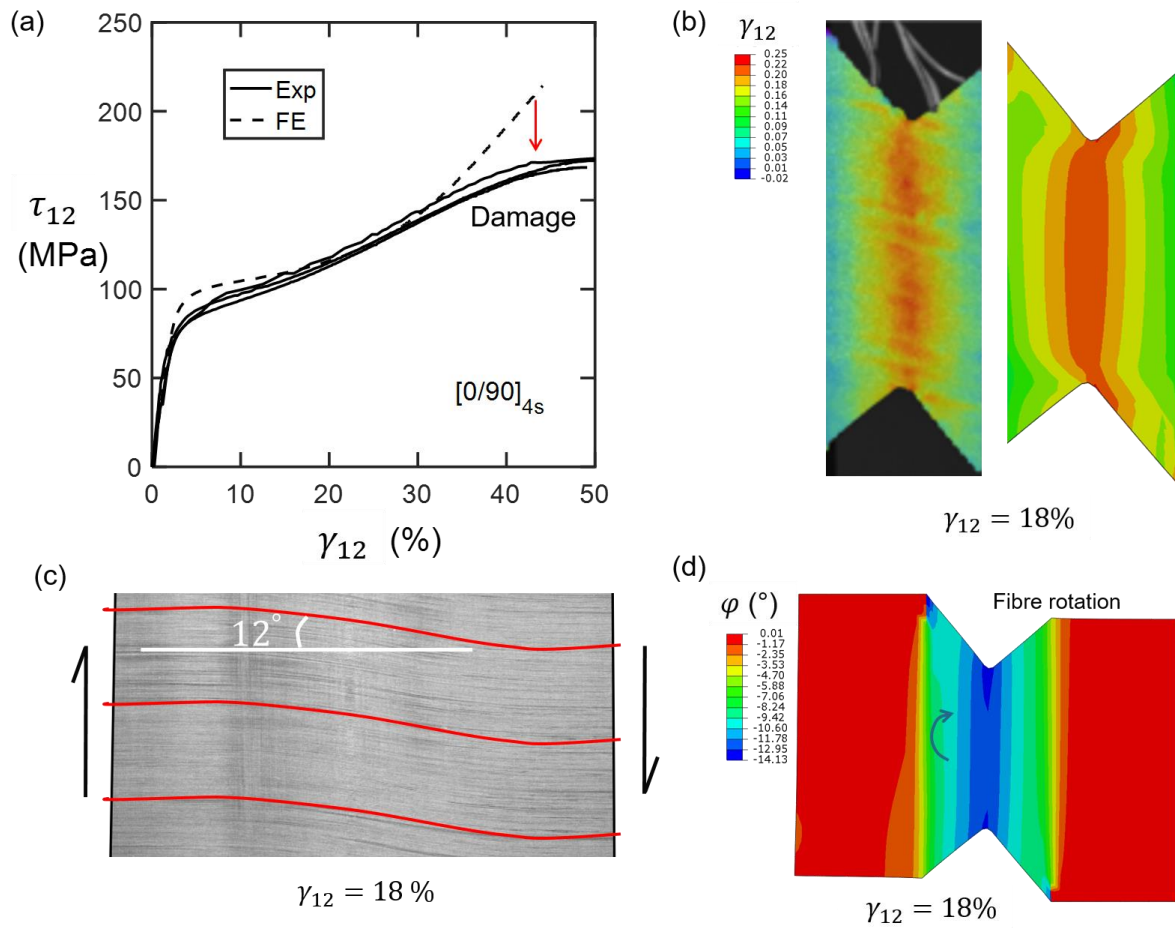 (a)
250
200
150
100
50
0
τ₁₂
(MPa)
Exp
FE
Damage
[0/90]₄ₛ
0 10 20 30 40 50
γ₁₂ (%)
(b)
γ₁₂
0.25
0.22
0.20
0.18
0.16
0.14
0.11
0.09
0.07
0.05
0.03
0.01
-0.02
γ₁₂ = 18%
(c)
12°
γ₁₂ = 18 %
(d)
φ (°)
0.01
-1.17
-2.35
-3.53
-4.70
-5.88
-7.06
-8.24
-9.42
-10.60
-11.78
-12.95
-14.13
Fibre rotation
γ₁₂ = 18%